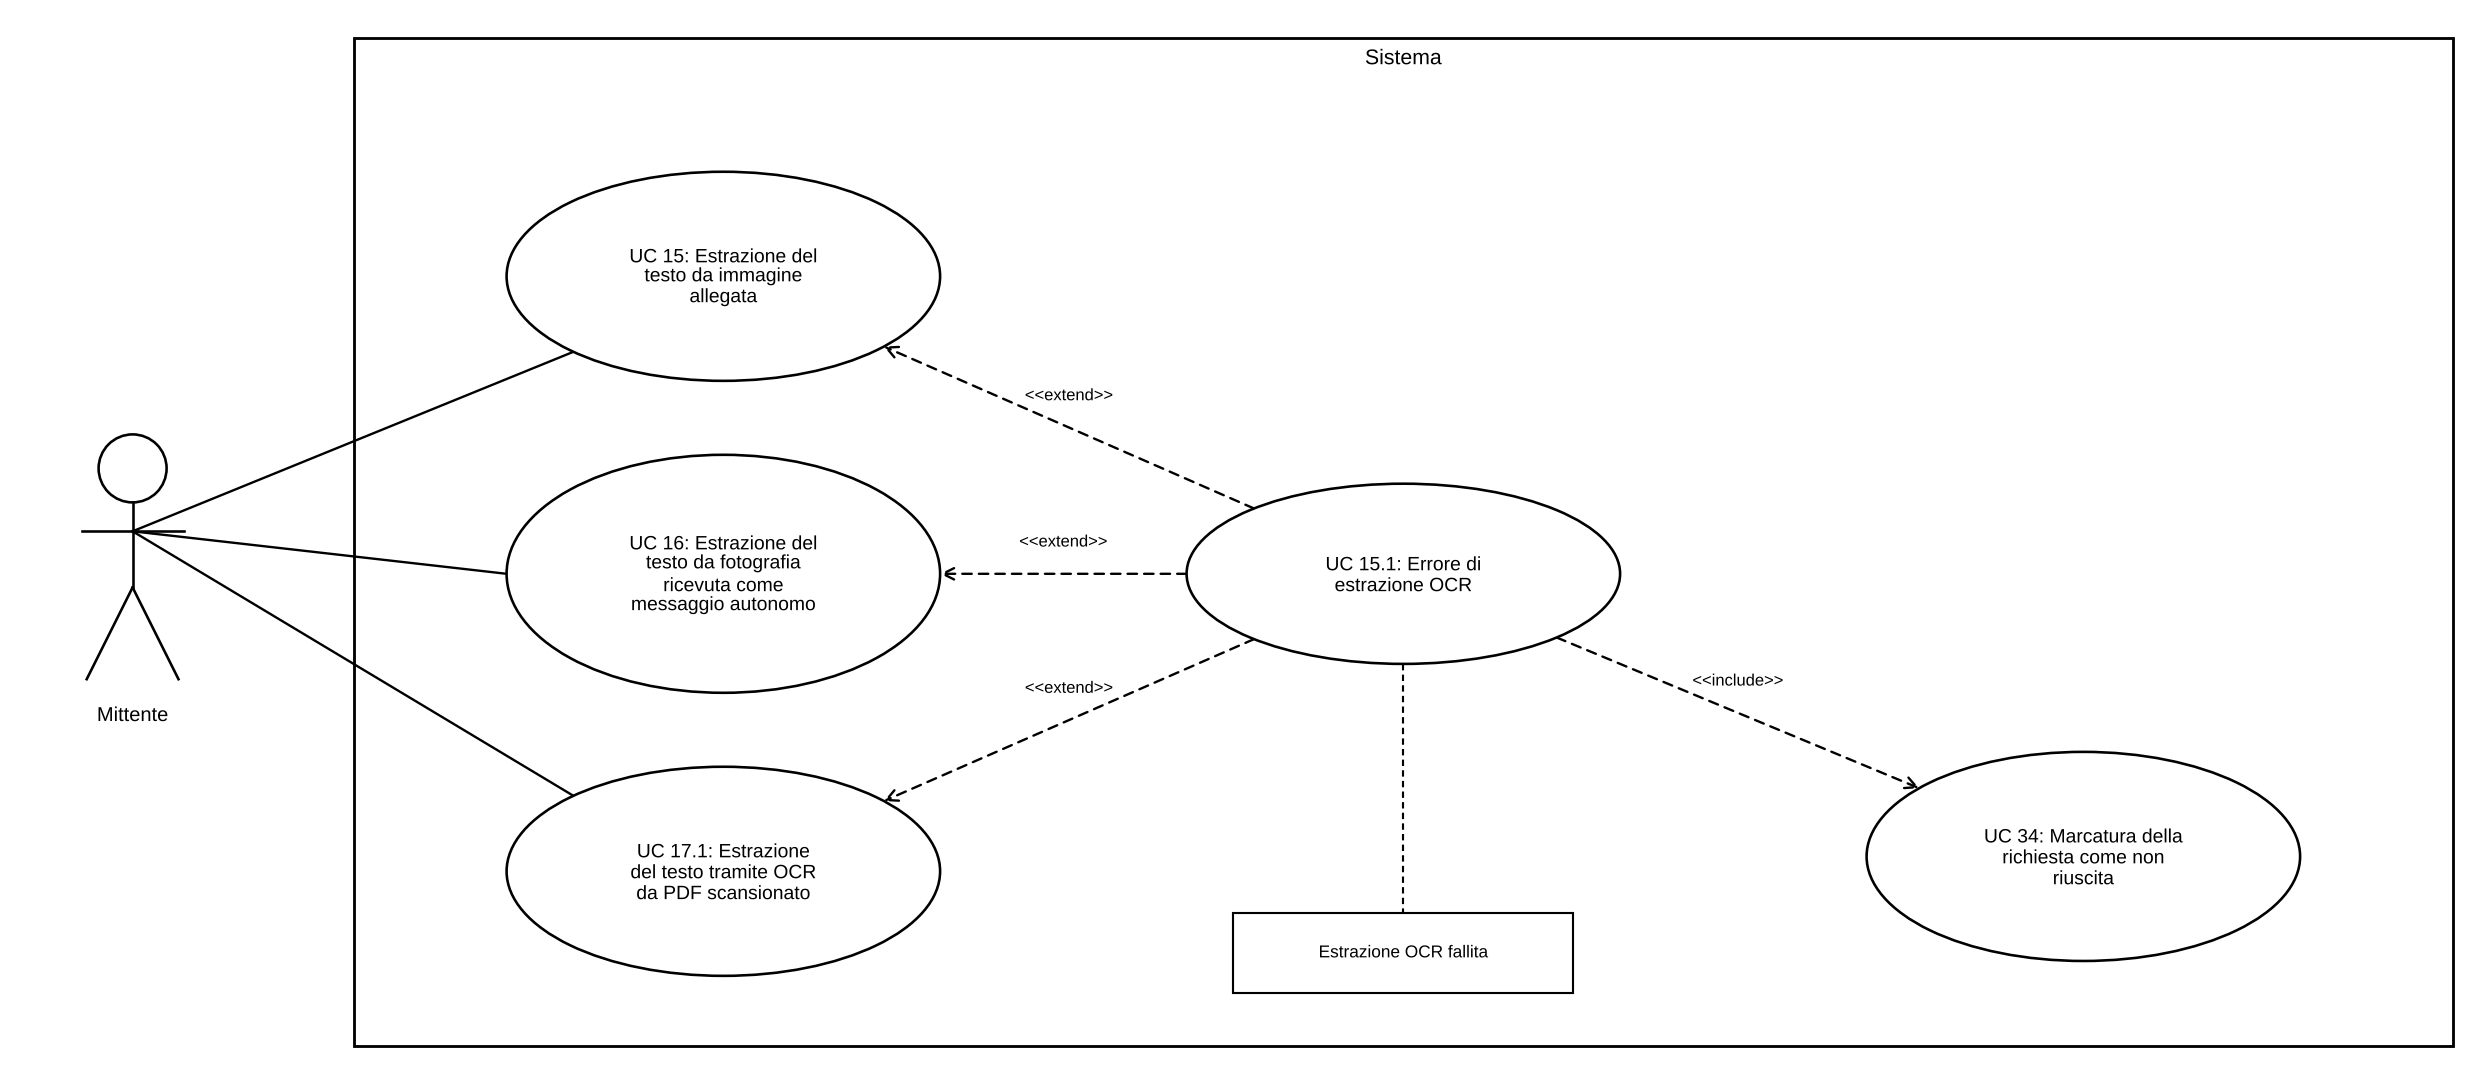 Sistema
UC 15: Estrazione del
testo da immagine
allegata
<<extend>>
UC 16: Estrazione del
testo da fotografia
ricevuta come
messaggio autonomo
<<extend>>
UC 15.1: Errore di
estrazione OCR
<<extend>>
<<include>>
Mittente
UC 17.1: Estrazione
del testo tramite OCR
da PDF scansionato
UC 34: Marcatura della
richiesta come non
riuscita
Estrazione OCR fallita